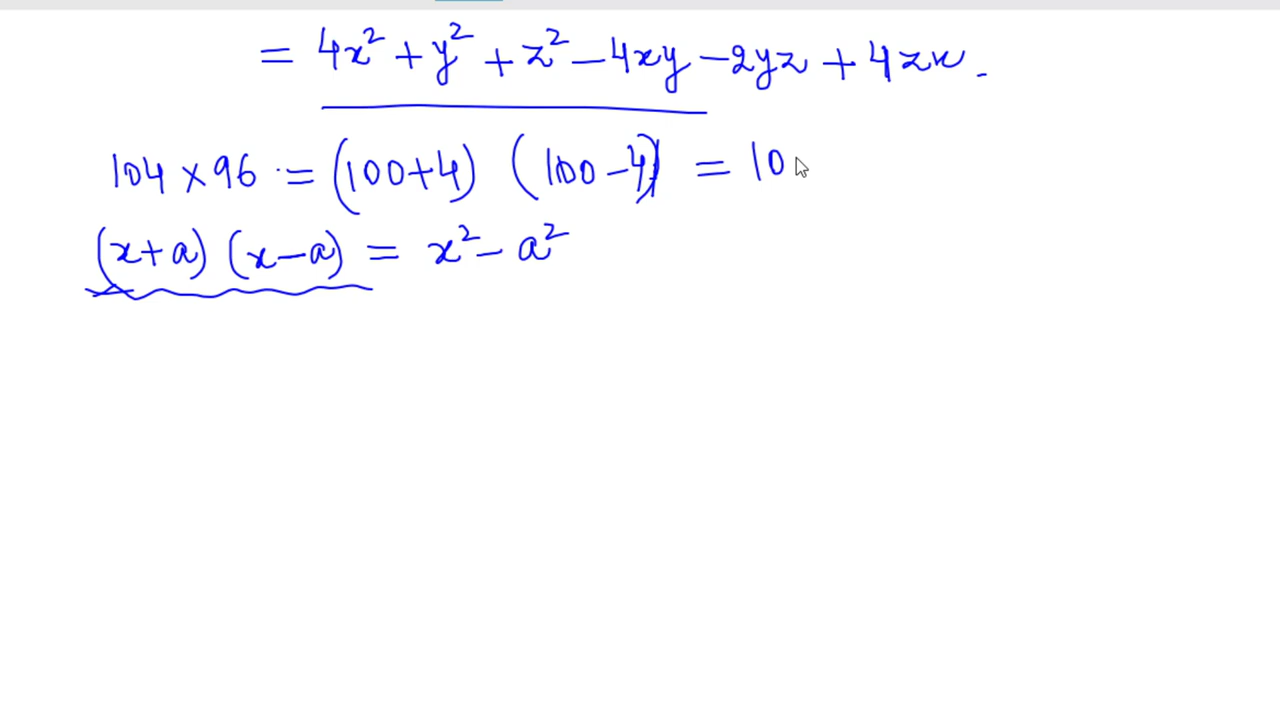 = 4x² + y² + z² - 4xy - 2yz + 4zx.
104 × 96 = (100+4) (100-4) = 10
(x+a) (x-a) = x² - a²